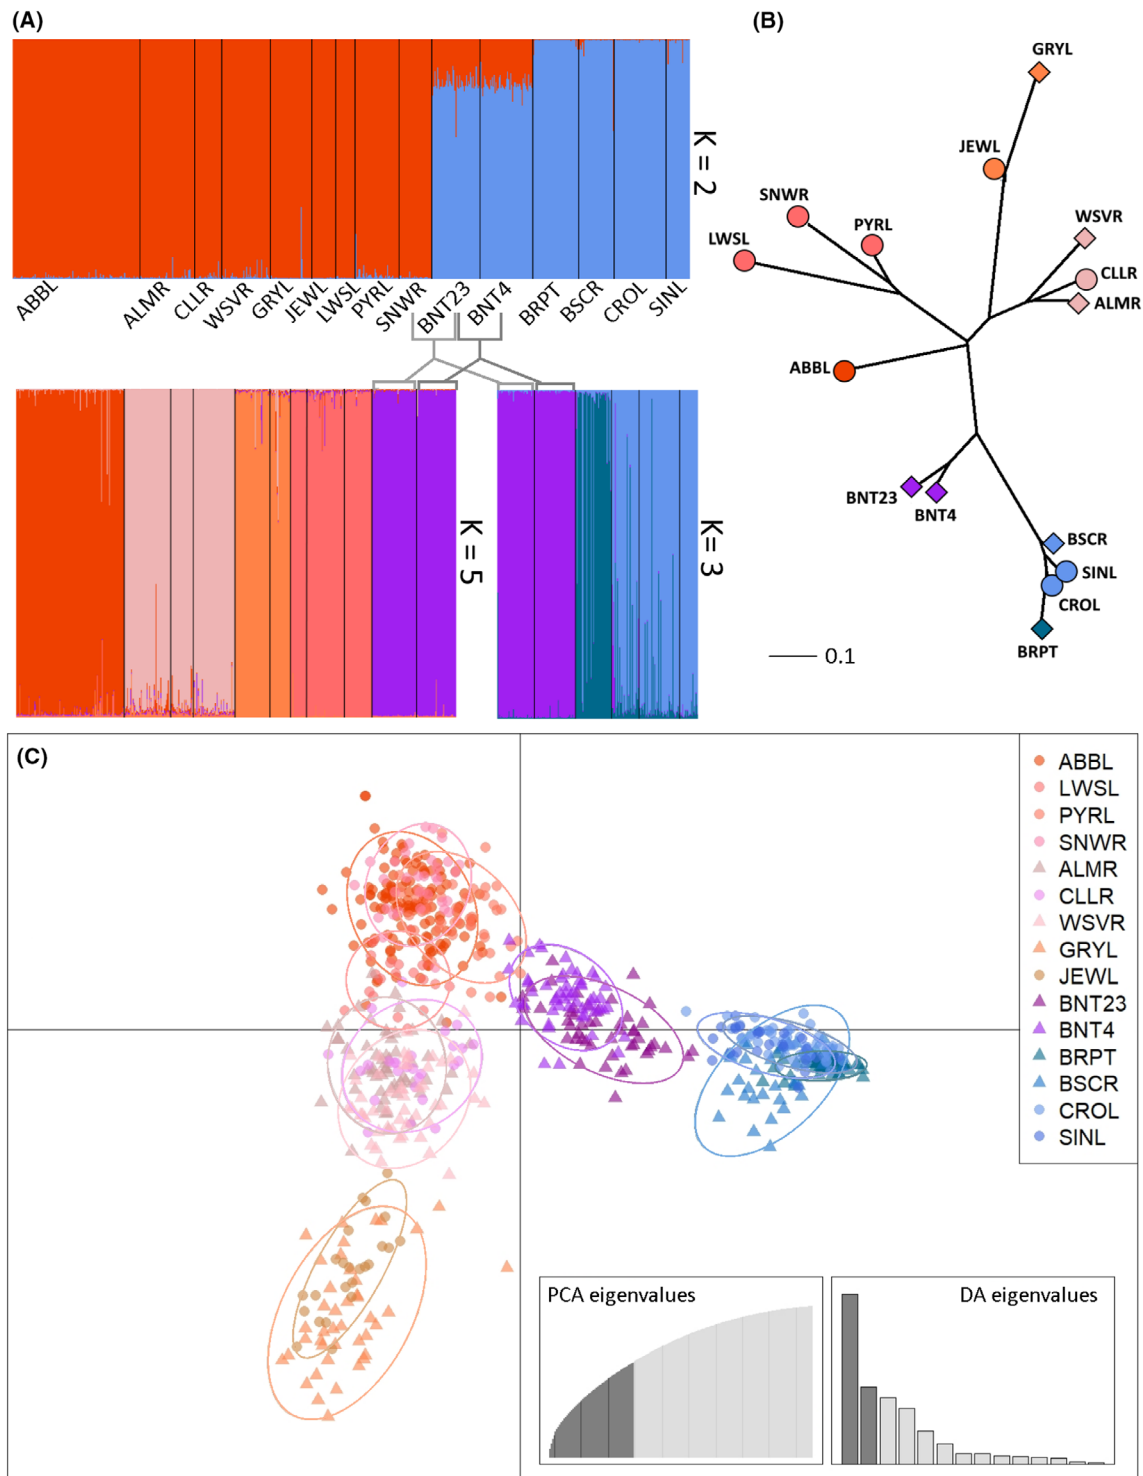 (A)
K = 2
ABBL
ALMR
CLLR
WSVR
GRYL
JEWL
LWSL
PYRL
SNWR
BNT23
BNT4
BRPT
BSCR
CROL
SINL
K = 5
K = 3
(B)
GRYL
JEWL
SNWR
WSVR
PYRL
LWSL
CLLR
ALMR
ABBL
BNT23
BNT4
BSCR
SINL
CROL
BRPT
0.1
(C)
ABBL
LWSL
PYRL
SNWR
ALMR
CLLR
WSVR
GRYL
JEWL
BNT23
BNT4
BRPT
BSCR
CROL
SINL
PCA eigenvalues
DA eigenvalues